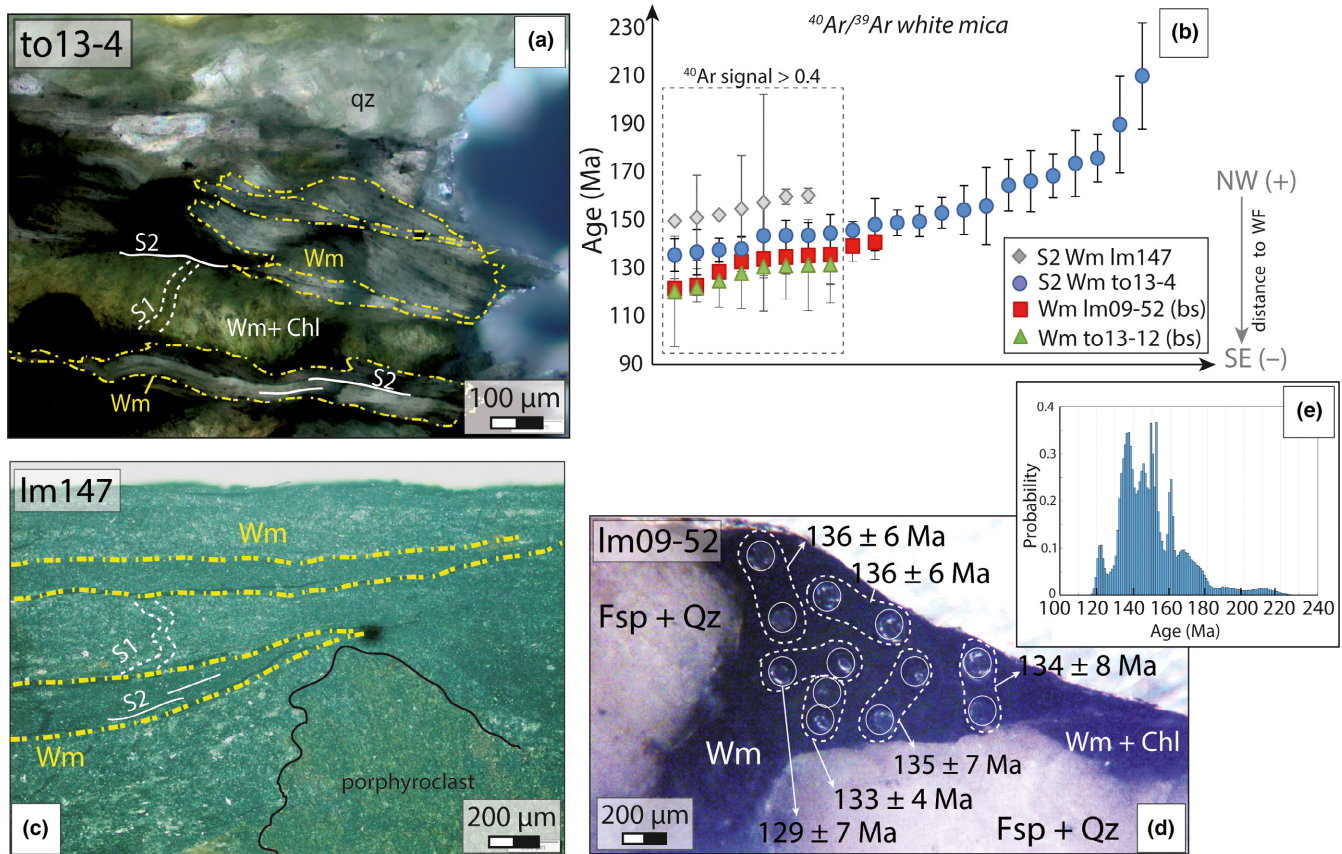 to13-4
(a)
qz
Wm
S2
S1
Wm+ Chl
S2
Wm
100 µm
⁴⁰Ar/³⁹Ar white mica
(b)
230
210
190
170
150
130
110
90
Age (Ma)
⁴⁰Ar signal > 0.4
S2 Wm lm147
S2 Wm to13-4
Wm lm09-52 (bs)
Wm to13-12 (bs)
NW (+)
distance to WF
SE (−)
lm147
Wm
S1
S2
Wm
porphyroclast
200 µm
(c)
lm09-52
136 ± 6 Ma
136 ± 6 Ma
Fsp + Qz
134 ± 8 Ma
Wm
Wm + Chl
135 ± 7 Ma
133 ± 4 Ma
129 ± 7 Ma
Fsp + Qz
200 µm
(d)
(e)
0.4
0.3
0.2
0.1
0
Probability
100 120 140 160 180 200 220 240
Age (Ma)